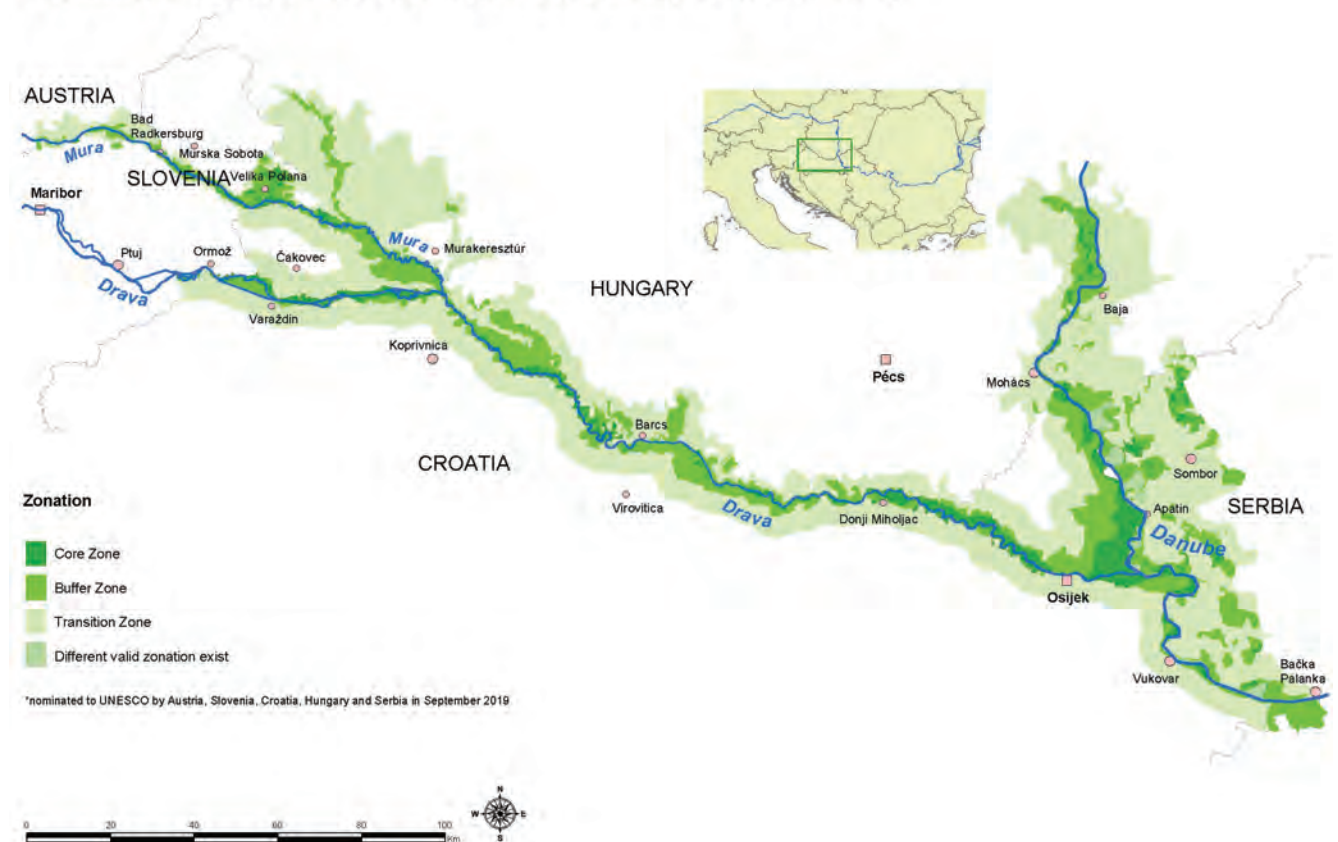 AUSTRIA
Bad
Radkersburg
Mura
Murska Sobota
SLOVENIA
Velika Polana
Maribor
Mura
Murakeresztúr
Ptuj
Ormož
Čakovec
Drava
Varaždin
HUNGARY
Baja
Koprivnica
Pécs
Mohács
Barcs
CROATIA
Sombor
Virovitica
Drava
Donji Miholjac
Apatin
SERBIA
Danube
Osijek
Vukovar
Bačka
Palanka
Zonation
Core Zone
Buffer Zone
Transition Zone
Different valid zonation exist
*nominated to UNESCO by Austria, Slovenia, Croatia, Hungary and Serbia in September 2019
N
W E
S
0 20 40 60 80 100
Km